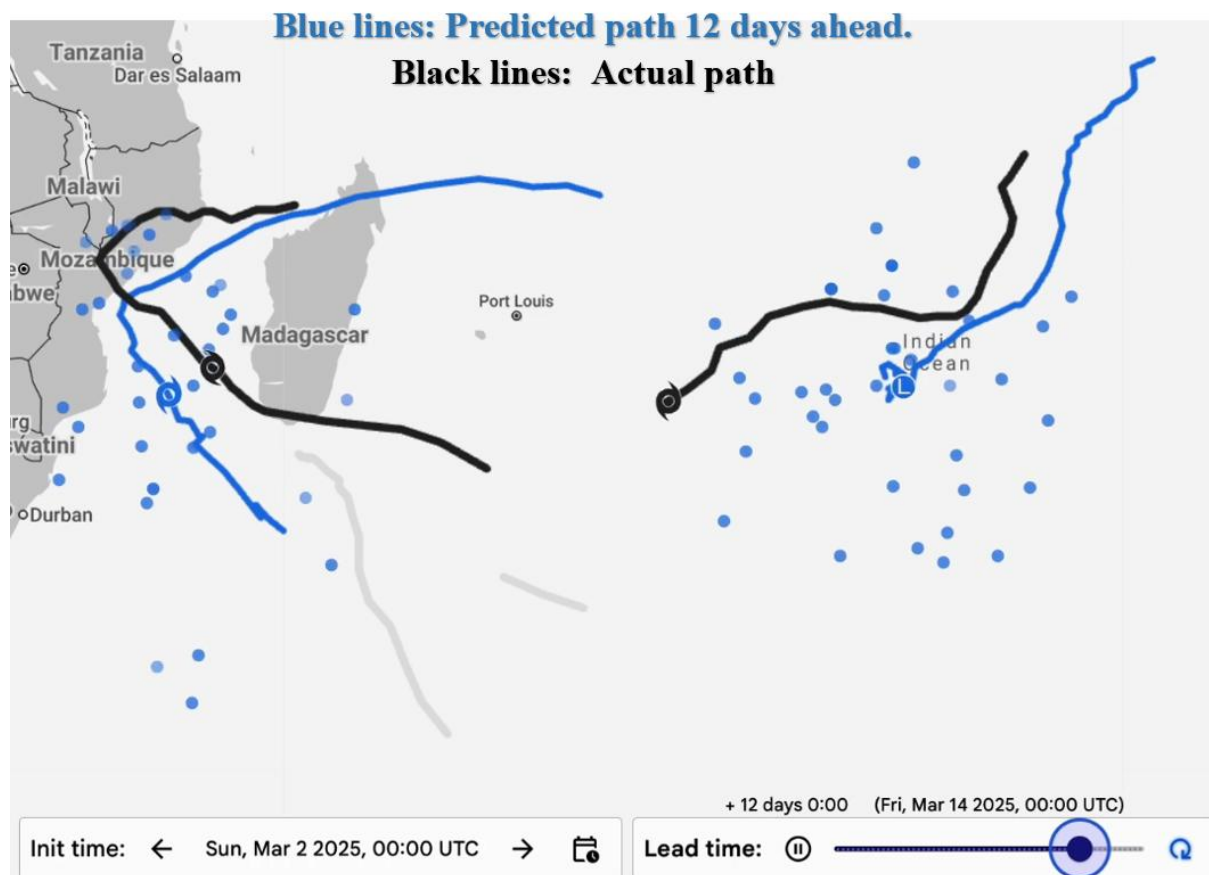 Blue lines: Predicted path 12 days ahead.
Black lines: Actual path
Tanzania
Dar es Salaam
Malawi
Mozambique
abwe
Port Louis
Madagascar
Indian
Ocean
L
rg
swatini
Durban
+ 12 days 0:00 (Fri, Mar 14 2025, 00:00 UTC)
Init time: ← Sun, Mar 2 2025, 00:00 UTC →
Lead time: